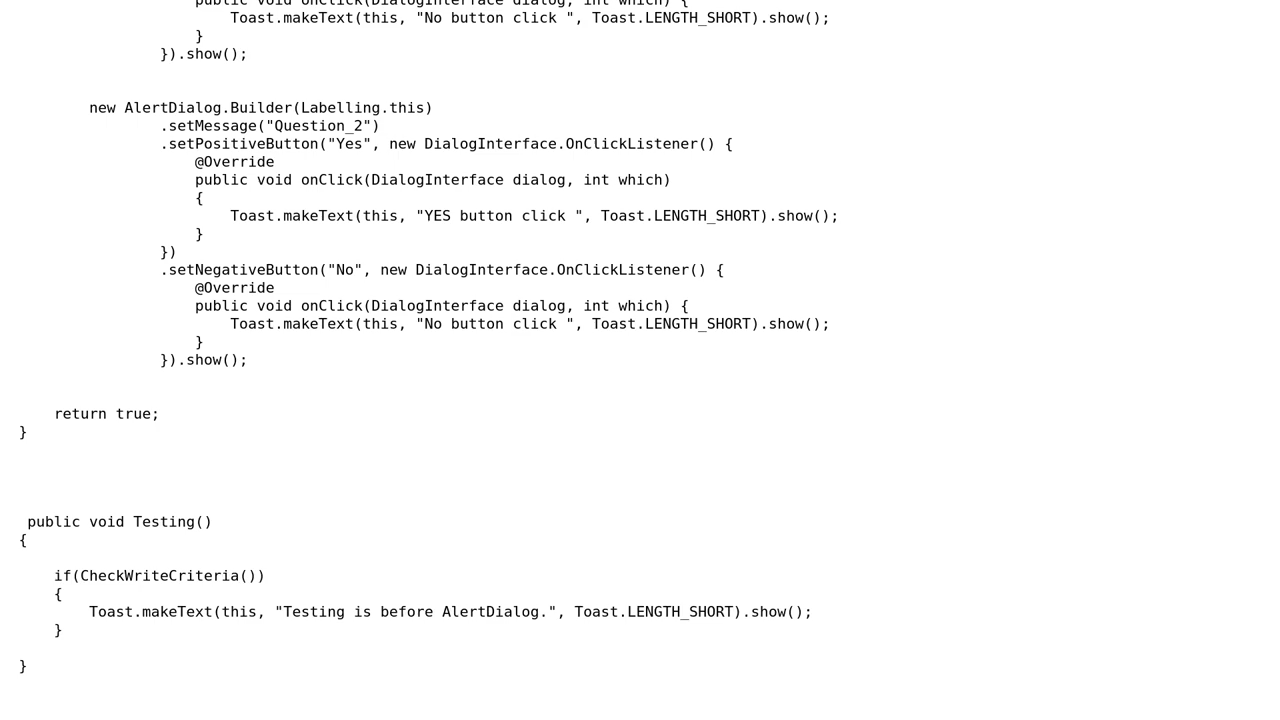 public void onClick(DialogInterface dialog, int which) {
Toast.makeText(this, "No button click ", Toast.LENGTH_SHORT).show();
}
}).show();
new AlertDialog.Builder(Labelling.this)
.setMessage("Question_2")
.setPositiveButton("Yes", new DialogInterface.OnClickListener() {
@Override
public void onClick(DialogInterface dialog, int which)
{
Toast.makeText(this, "YES button click ", Toast.LENGTH_SHORT).show();
}
})
.setNegativeButton("No", new DialogInterface.OnClickListener() {
@Override
public void onClick(DialogInterface dialog, int which) {
Toast.makeText(this, "No button click ", Toast.LENGTH_SHORT).show();
}
}).show();
return true;
}
public void Testing()
{
if(CheckWriteCriteria())
{
Toast.makeText(this, "Testing is before AlertDialog.", Toast.LENGTH_SHORT).show();
}
}